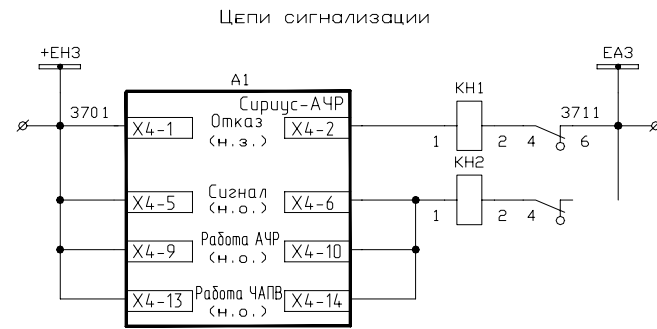 Цепи сигнализации
+ЕНЗ
ЕАЗ
А1
КН1
Сириус-АЧР
3701
3711
Х4-1
Отказ
(н.з.)
Х4-2
1
2
4
6
КН2
Х4-5
Сигнал
(н.о.)
Х4-6
1
2
4
Х4-9
Работа АЧР
(н.о.)
Х4-10
Х4-13
Работа ЧАПВ
(н.о.)
Х4-14